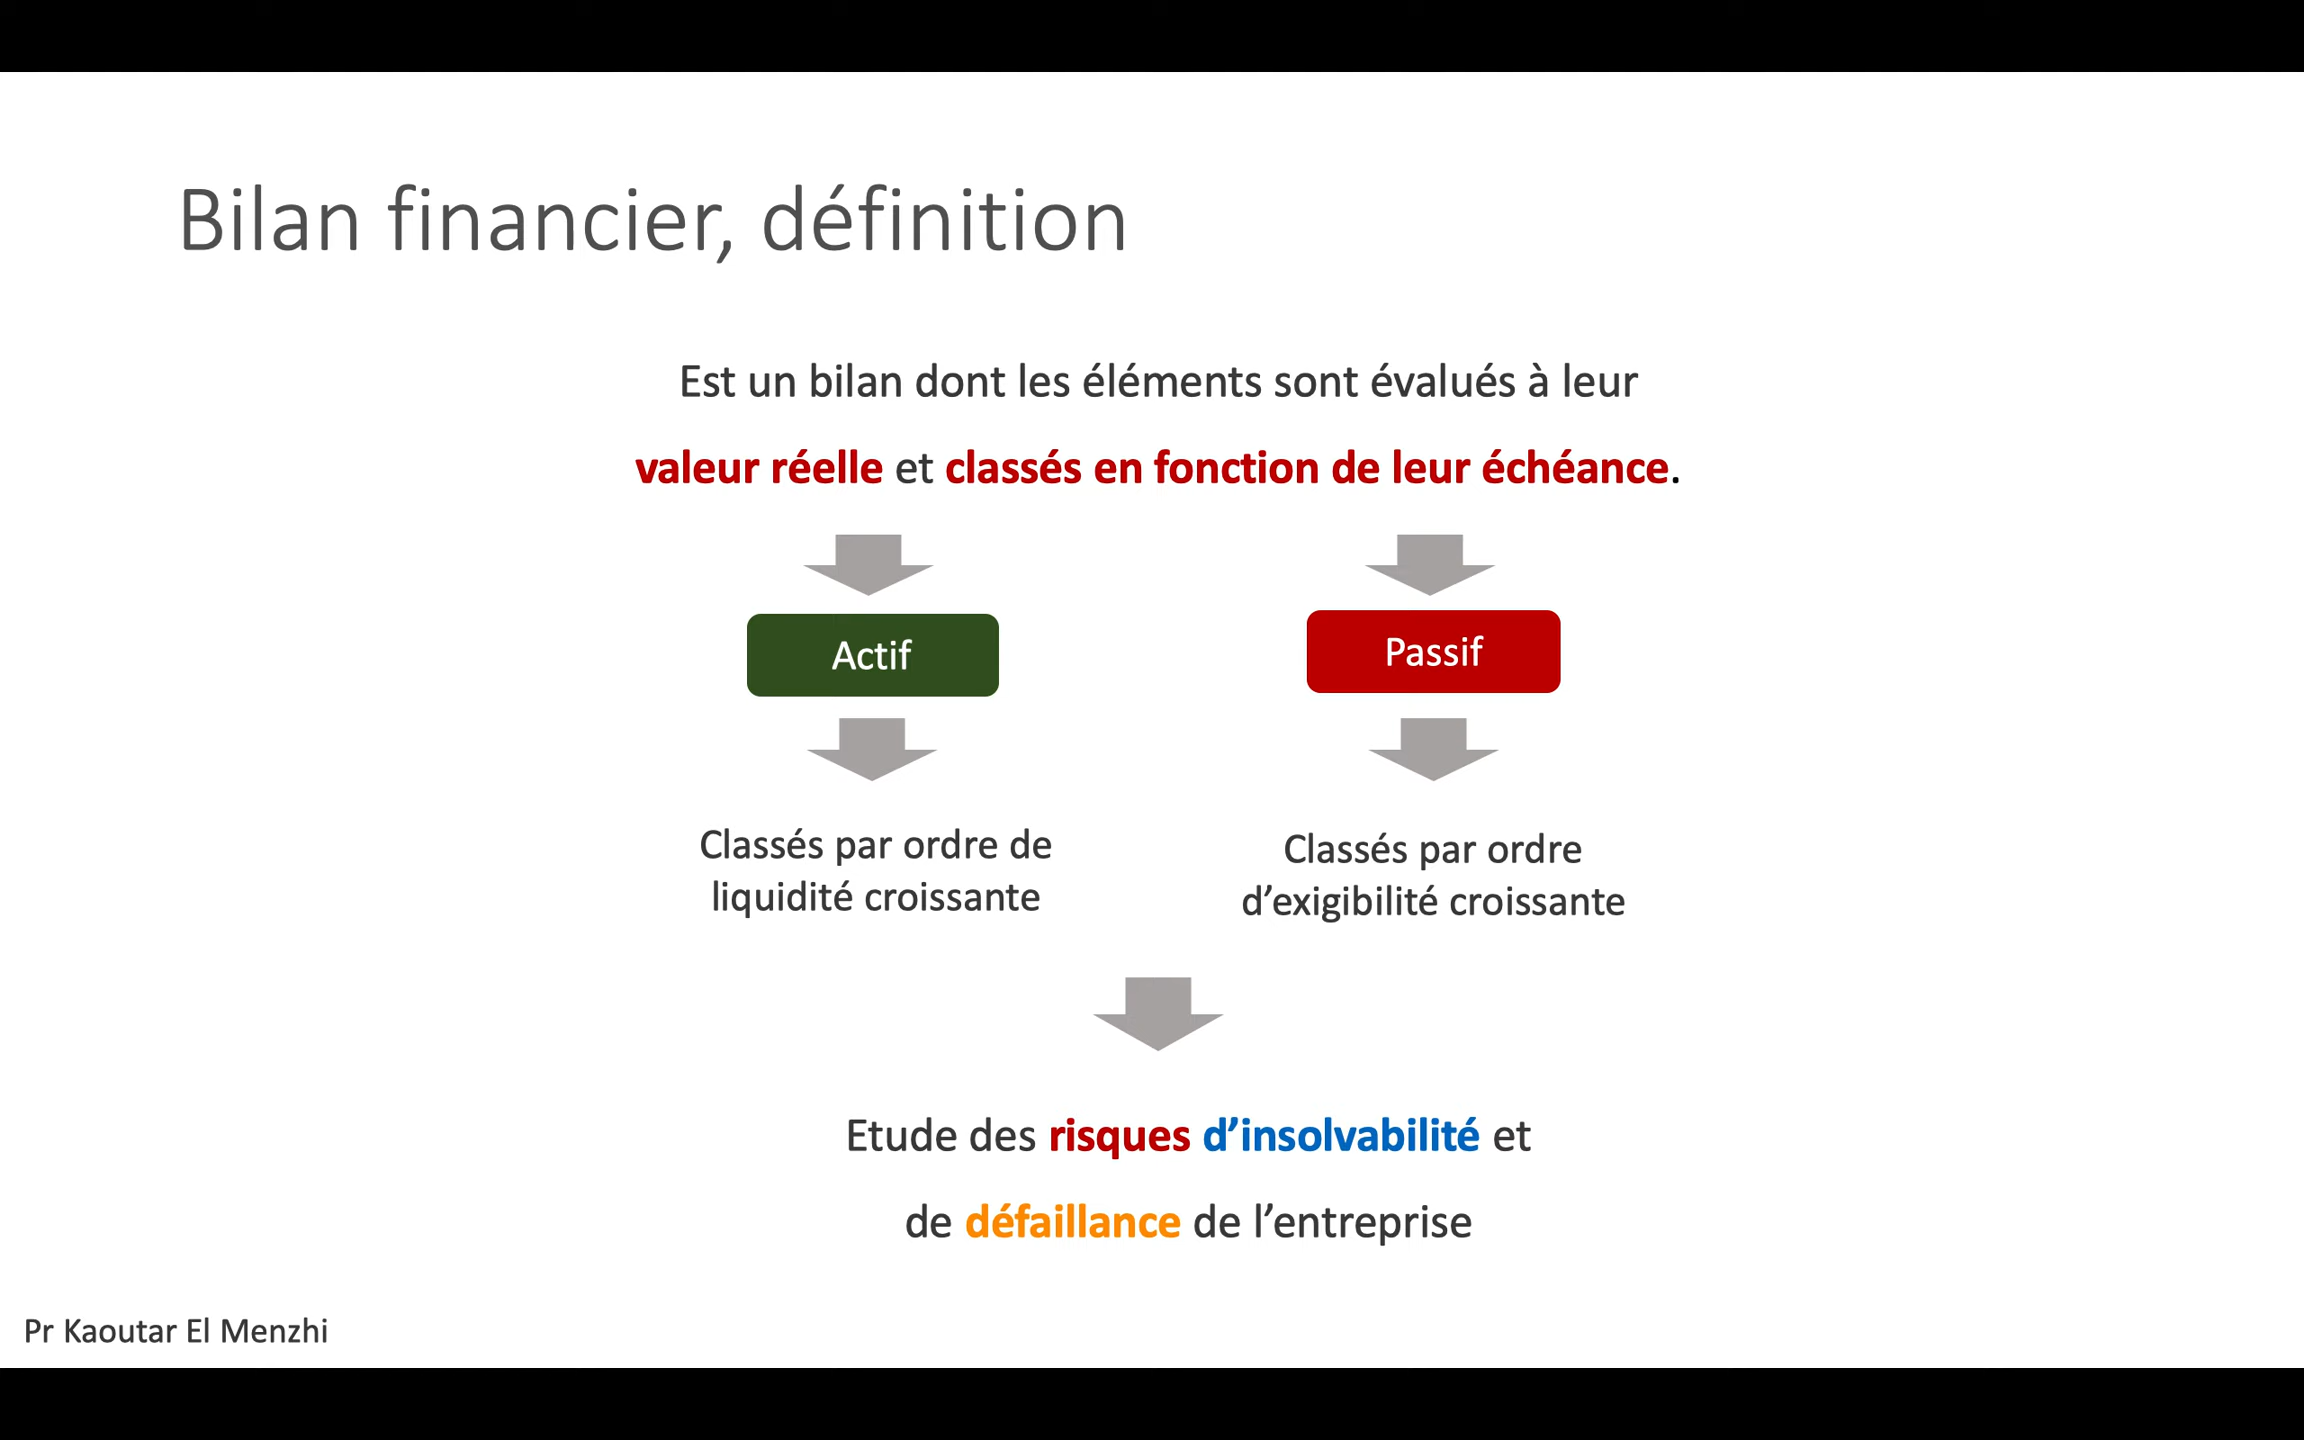 Bilan financier, définition
Est un bilan dont les éléments sont évalués à leur
valeur réelle et classés en fonction de leur échéance.
Actif
Passif
Classés par ordre de
liquidité croissante
Classés par ordre
d’exigibilité croissante
Etude des risques d’insolvabilité et
de défaillance de l’entreprise
Pr Kaoutar El Menzhi